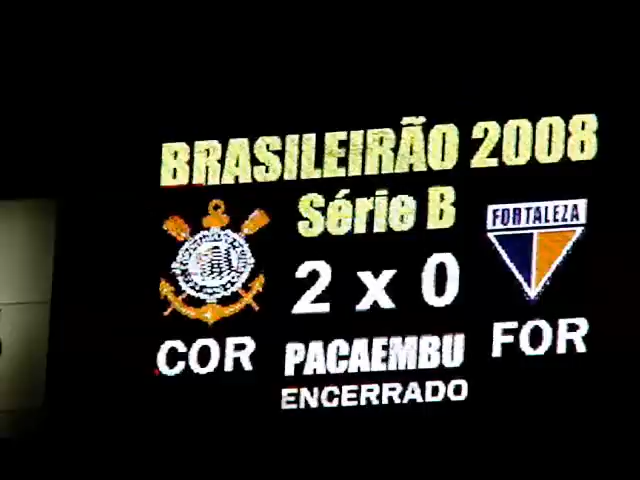 BRASILEIRÃO 2008
Série B
FORTALEZA
2 x 0
COR
PACAEMBU
FOR
ENCERRADO